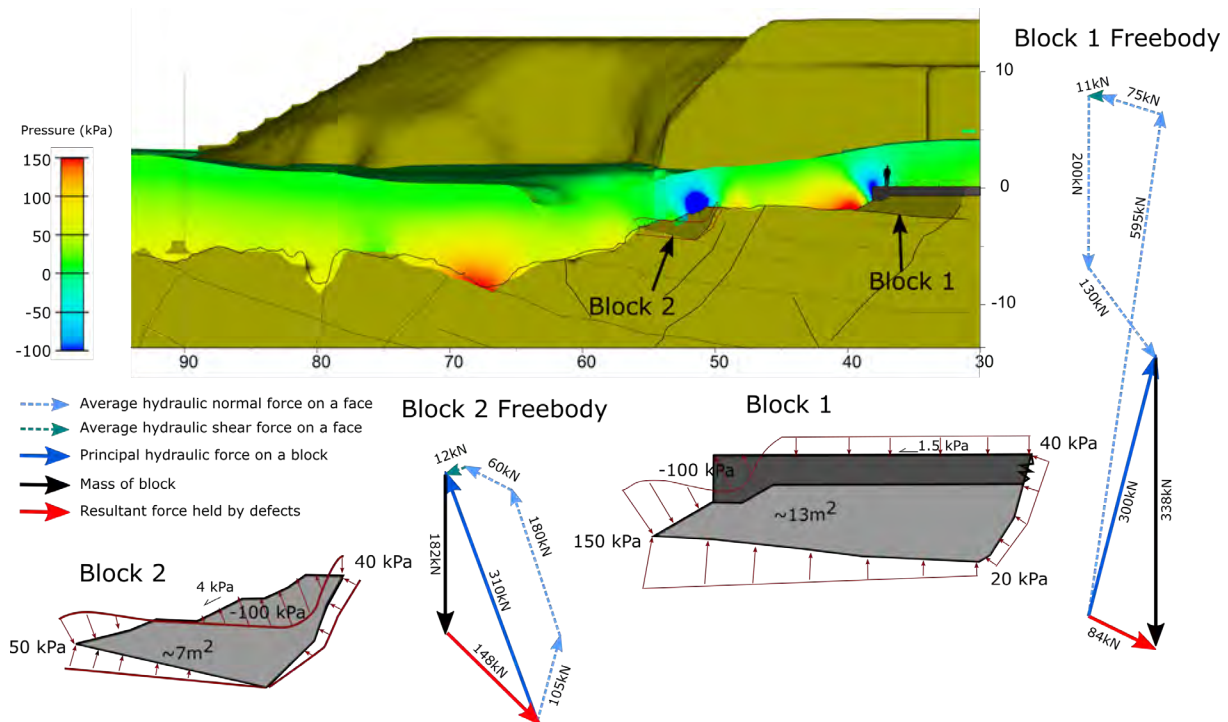 Block 1 Freebody
11kN
75kN
200kN
595kN
130kN
300kN
338kN
84kN
Pressure (kPa)
150
100
50
0
-50
-100
10
0
-10
Block 2
Block 1
90
80
70
60
50
40
30
Average hydraulic normal force on a face
Average hydraulic shear force on a face
Principal hydraulic force on a block
Mass of block
Resultant force held by defects
Block 2 Freebody
12kN
60kN
180kN
182kN
310kN
148kN
105kN
Block 1
1.5 kPa
40 kPa
-100 kPa
~13m²
150 kPa
20 kPa
Block 2
4 kPa
40 kPa
-100 kPa
50 kPa
~7m²